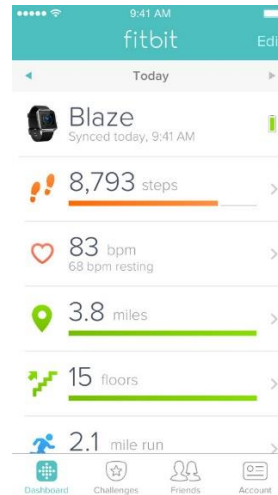 9:41 AM
fitbit
Edi
Today
Blaze
Synced today, 9:41 AM
8,793 steps
83 bpm
68 bpm resting
3.8 miles
15 floors
2.1 mile run
Dashboard Challenges Friends Account